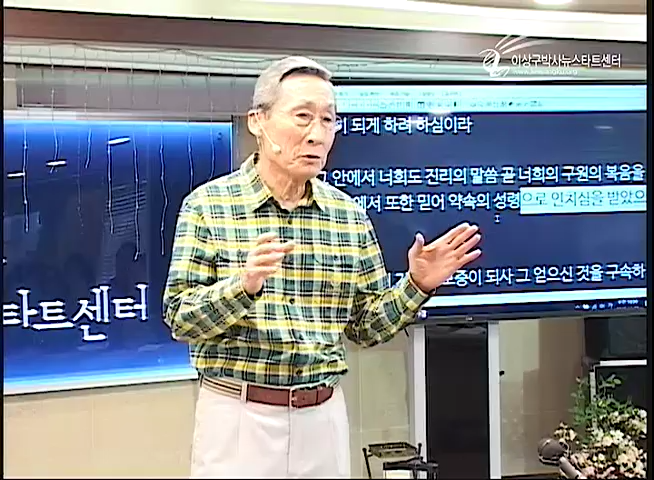 이상구박사뉴스타트센터
되게 하려 하심이라
안에서 너희도 진리의 말씀 곧 너희의 구원의 복음을
에서 또한 믿어 약속의 성령으로 인치심을 받았으
보증이 되사 그 얻으신 것을 구속하
스타트센터